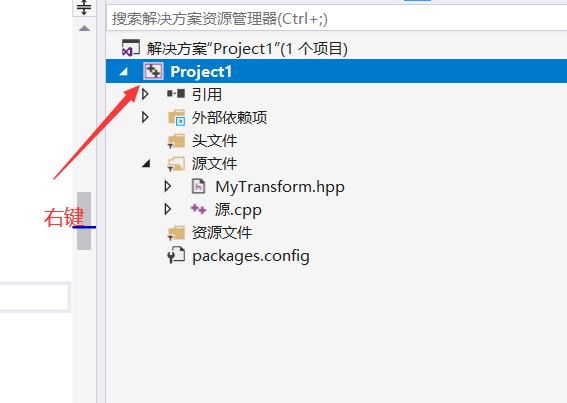 搜索解决方案资源管理器(Ctrl+;)
解决方案"Project1"(1 个项目)
Project1
引用
外部依赖项
头文件
源文件
MyTransform.hpp
源.cpp
右键
资源文件
packages.config